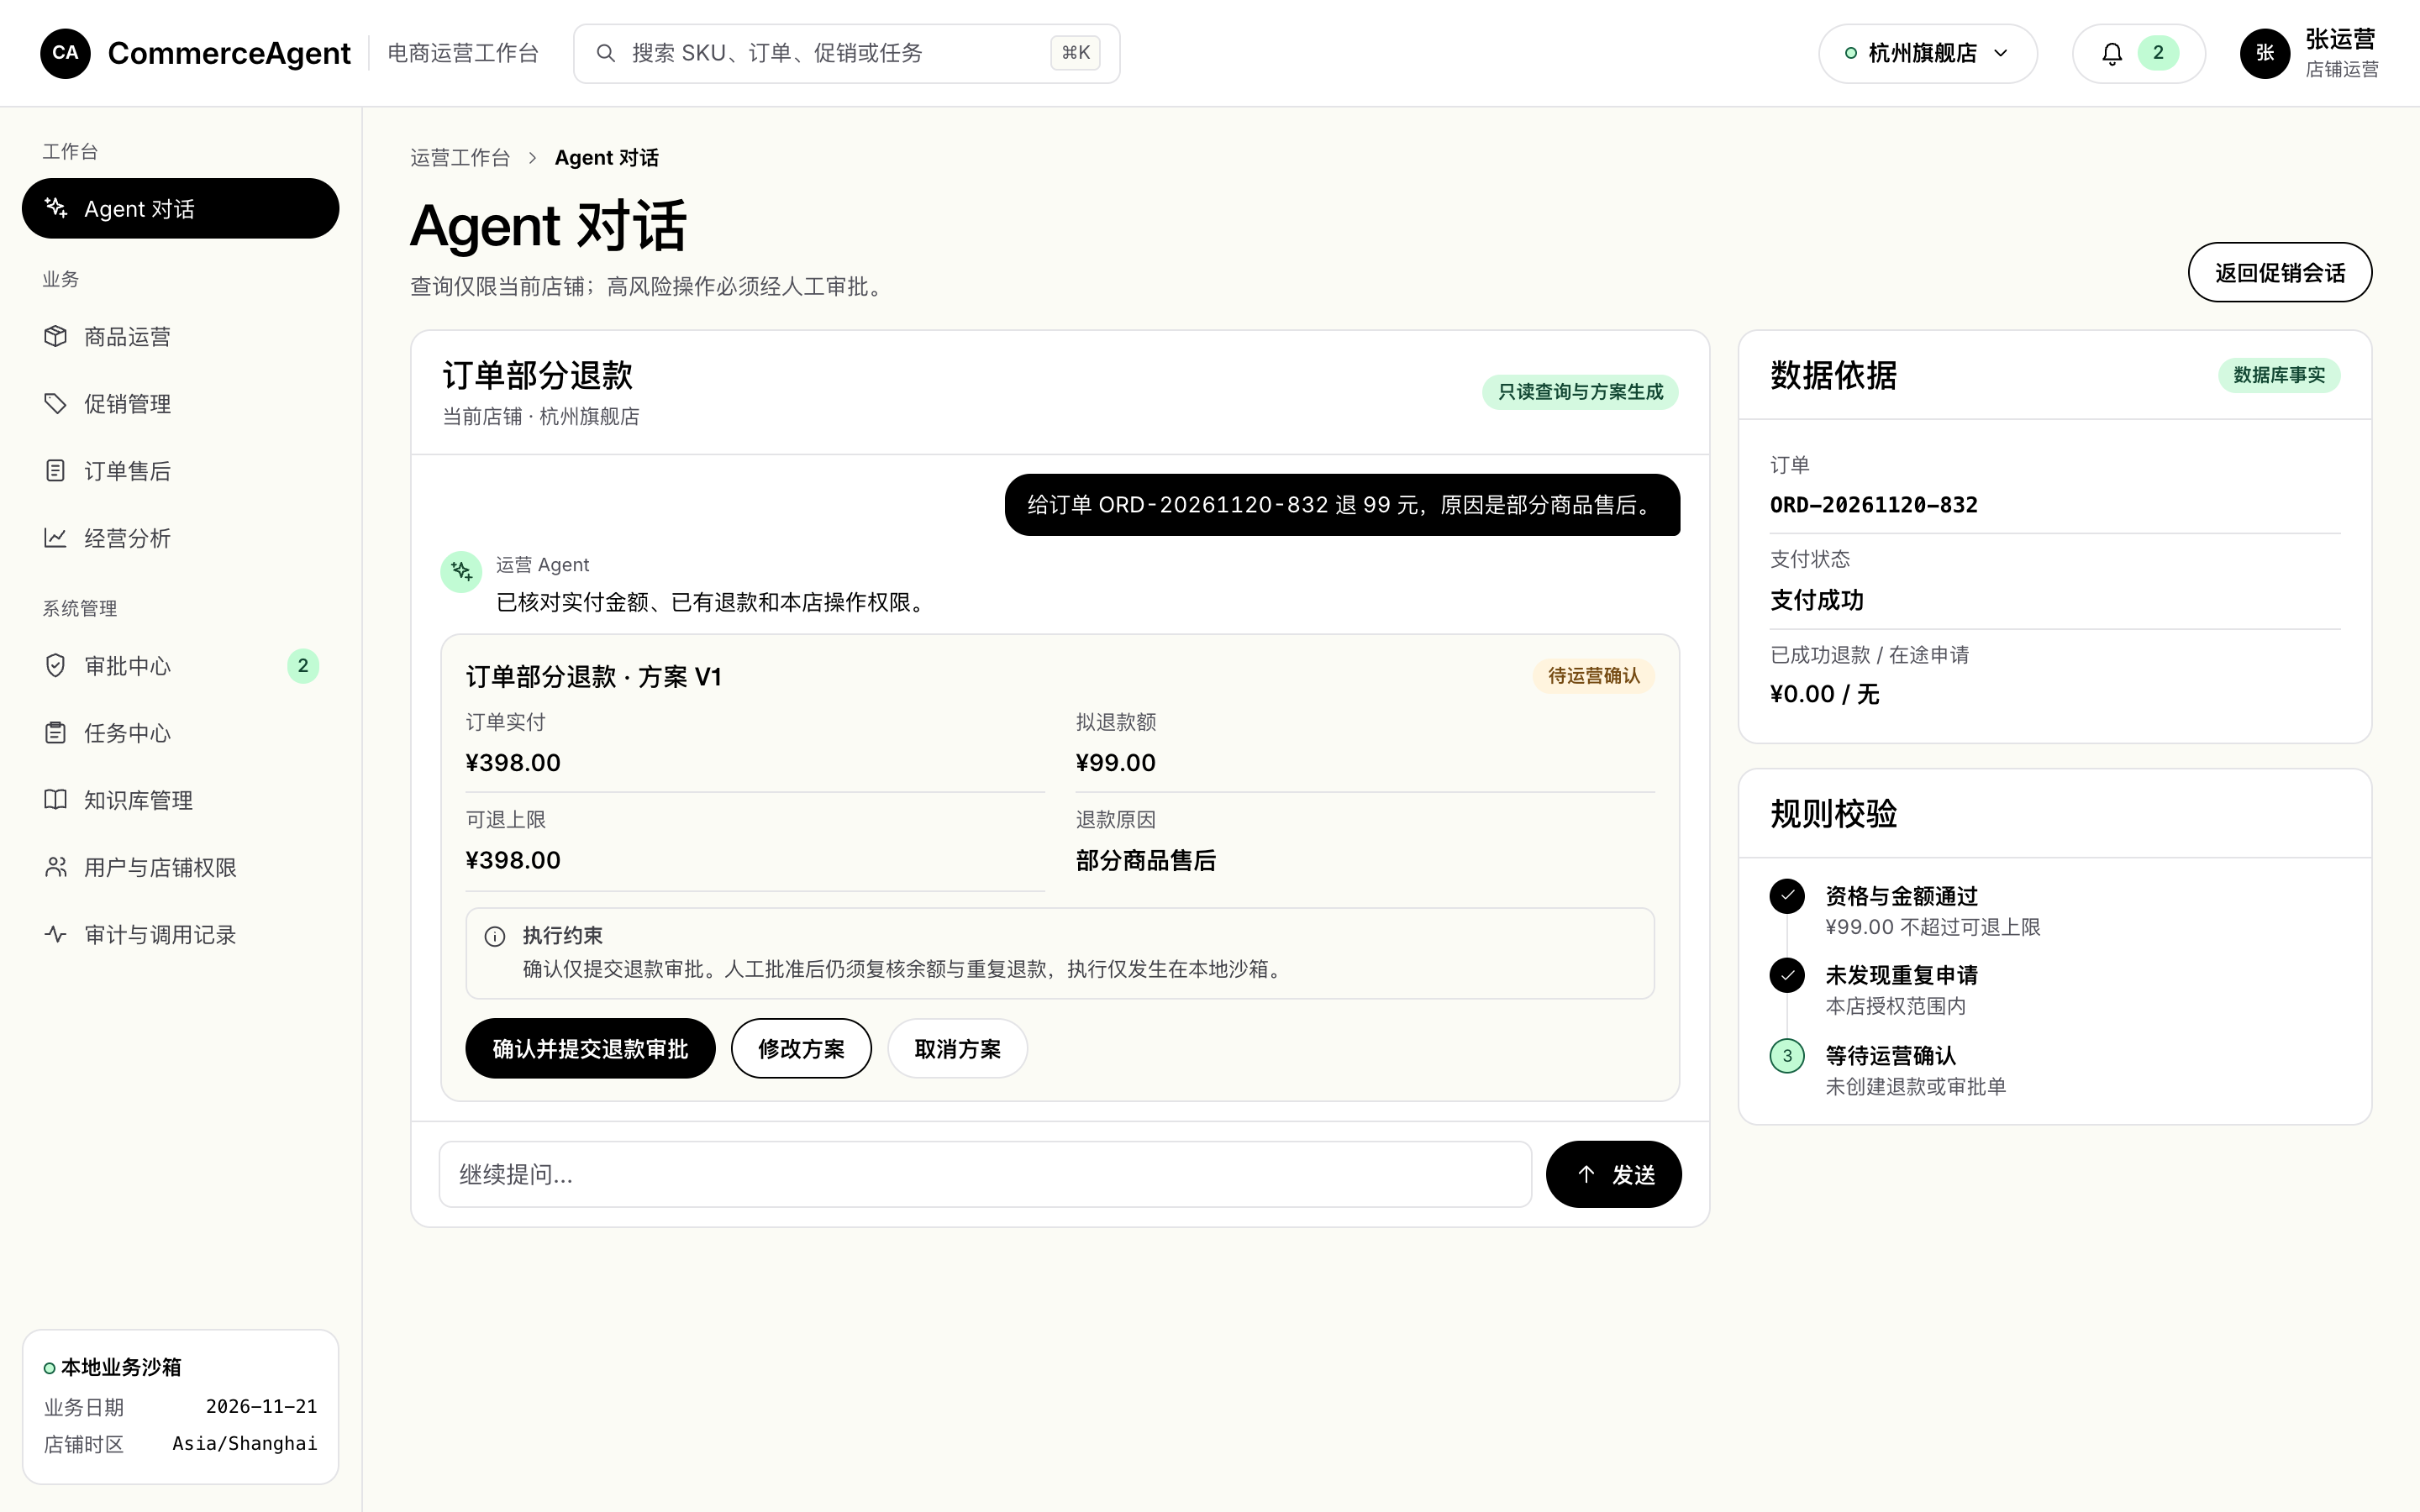 CA CommerceAgent 电商运营工作台 搜索 SKU、订单、促销或任务 ⌘K 杭州旗舰店 2 张 张运营
店铺运营
工作台
Agent 对话
业务
商品运营
促销管理
订单售后
经营分析
系统管理
审批中心 2
任务中心
知识库管理
用户与店铺权限
审计与调用记录
本地业务沙箱
业务日期 2026-11-21
店铺时区 Asia/Shanghai
运营工作台 > Agent 对话
Agent 对话
查询仅限当前店铺；高风险操作必须经人工审批。
返回促销会话
订单部分退款
当前店铺 · 杭州旗舰店
只读查询与方案生成
给订单 ORD-20261120-832 退 99 元，原因是部分商品售后。
运营 Agent
已核对实付金额、已有退款和本店操作权限。
订单部分退款 · 方案 V1 待运营确认
订单实付 拟退款额
¥398.00 ¥99.00
可退上限 退款原因
¥398.00 部分商品售后
执行约束
确认仅提交退款审批。人工批准后仍须复核余额与重复退款，执行仅发生在本地沙箱。
确认并提交退款审批 修改方案 取消方案
继续提问... 发送
数据依据 数据库事实
订单
ORD-20261120-832
支付状态
支付成功
已成功退款 / 在途申请
¥0.00 / 无
规则校验
资格与金额通过
¥99.00 不超过可退上限
未发现重复申请
本店授权范围内
3 等待运营确认
未创建退款或审批单